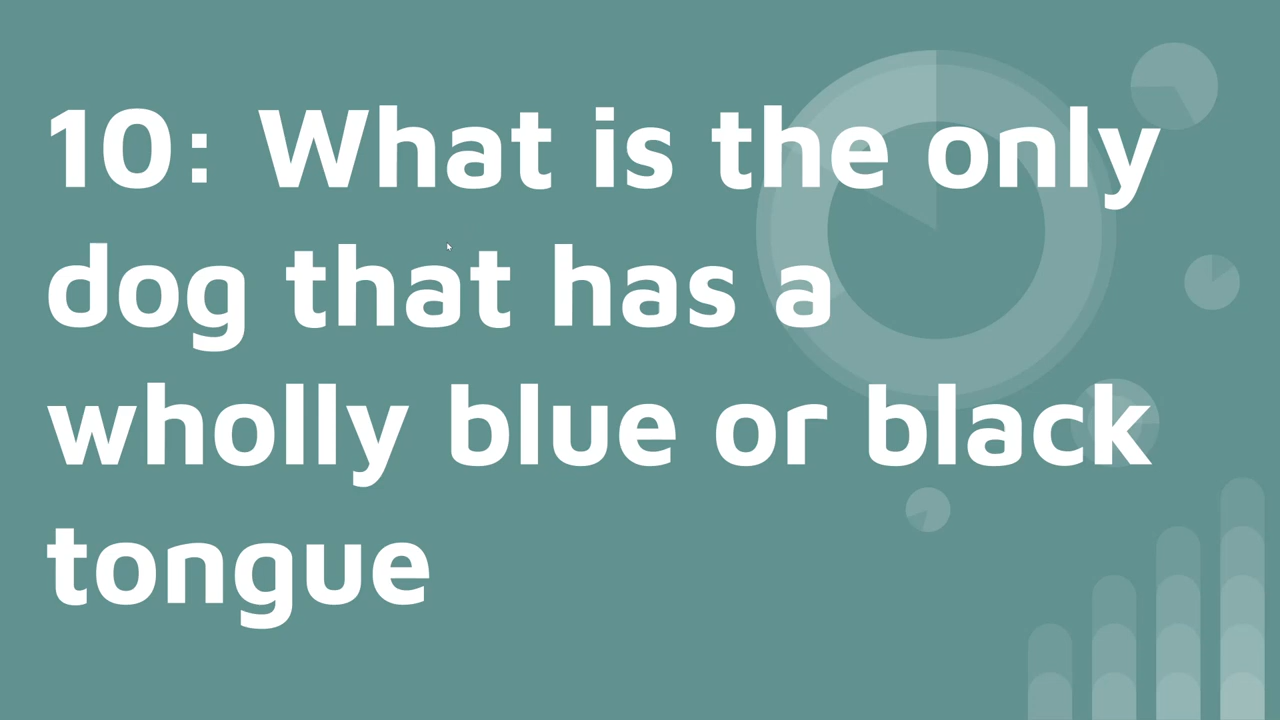 10: What is the only
dog that has a
wholly blue or black
tongue